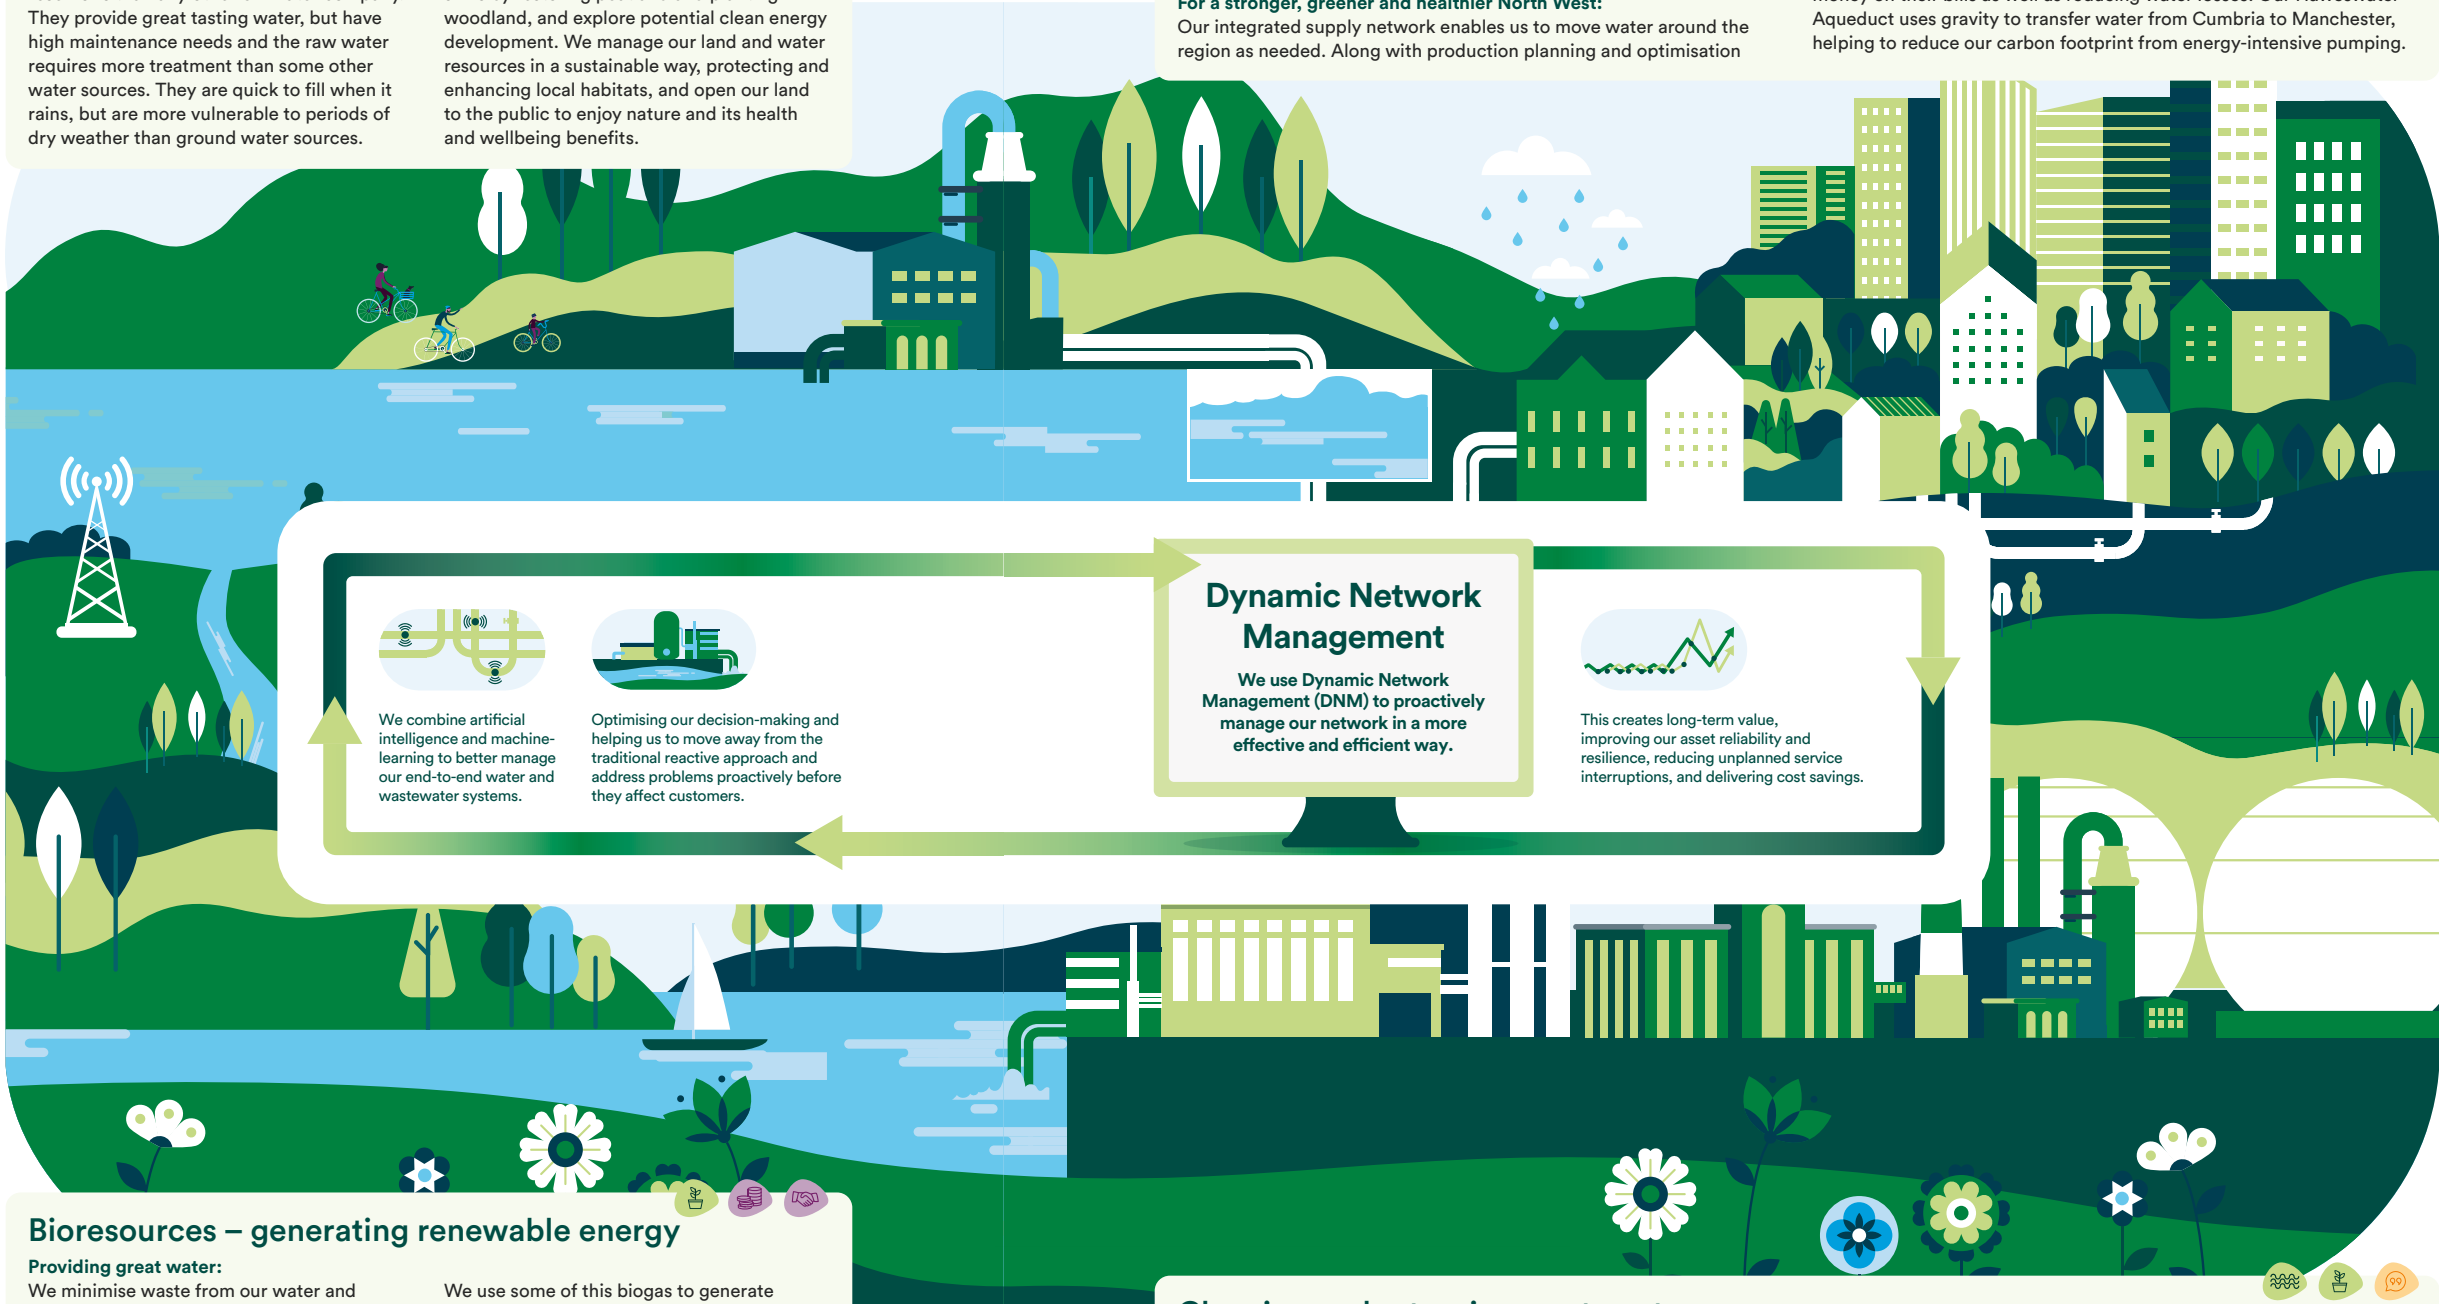 They provide great tasting water, but have
high maintenance needs and the raw water
requires more treatment than some other
water sources. They are quick to fill when it
rains, but are more vulnerable to periods of
dry weather than ground water sources.
woodland, and explore potential clean energy
development. We manage our land and water
resources in a sustainable way, protecting and
enhancing local habitats, and open our land
to the public to enjoy nature and its health
and wellbeing benefits.
For a stronger, greener and healthier North West:
Our integrated supply network enables us to move water around the
region as needed. Along with production planning and optimisation
Aqueduct uses gravity to transfer water from Cumbria to Manchester,
helping to reduce our carbon footprint from energy-intensive pumping.
We combine artificial
intelligence and machine-
learning to better manage
our end-to-end water and
wastewater systems.
Optimising our decision-making and
helping us to move away from the
traditional reactive approach and
address problems proactively before
they affect customers.
Dynamic Network
Management
We use Dynamic Network
Management (DNM) to proactively
manage our network in a more
effective and efficient way.
This creates long-term value,
improving our asset reliability and
resilience, reducing unplanned service
interruptions, and delivering cost savings.
Bioresources – generating renewable energy
Providing great water:
We minimise waste from our water and
We use some of this biogas to generate